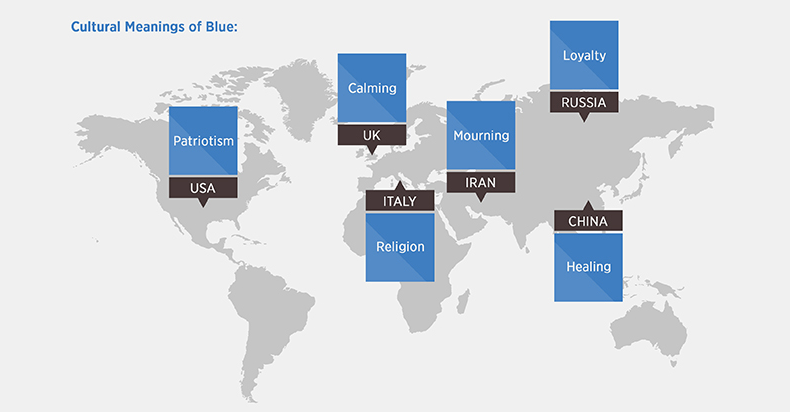 Cultural Meanings of Blue:
Patriotism
USA
Calming
UK
ITALY
Religion
Mourning
IRAN
Loyalty
RUSSIA
CHINA
Healing